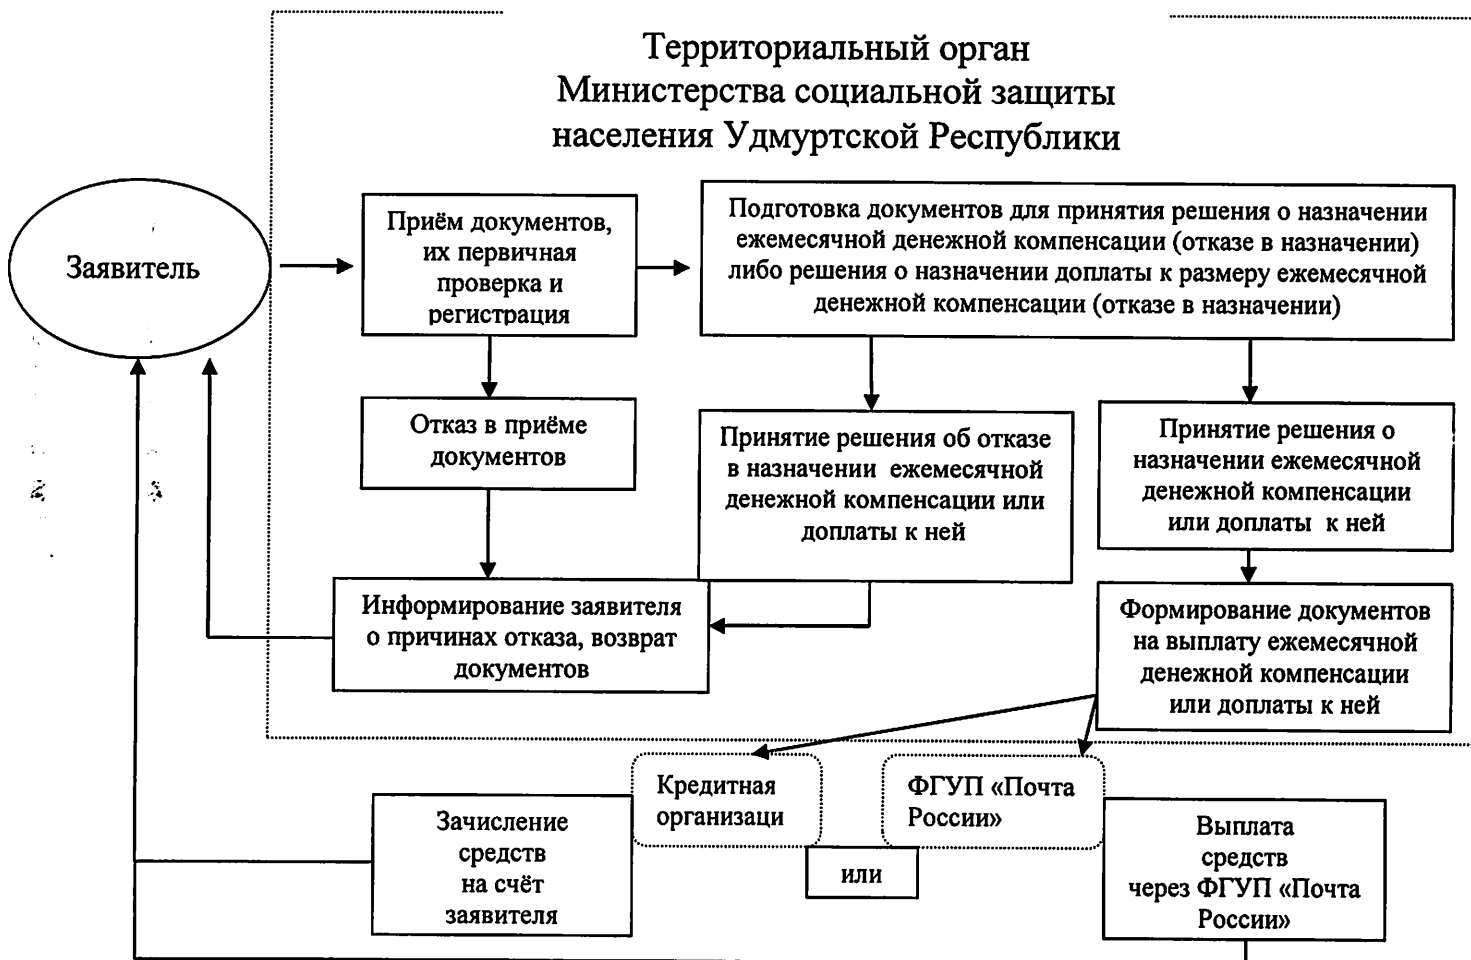 Территориальный орган
Министерства социальной защиты
населения Удмуртской Республики
Заявитель
Приём документов,
их первичная
проверка и
регистрация
Подготовка документов для принятия решения о назначении
ежемесячной денежной компенсации (отказе в назначении)
либо решения о назначении доплаты к размеру ежемесячной
денежной компенсации (отказе в назначении)
Отказ в приёме
документов
Принятие решения об отказе
в назначении ежемесячной
денежной компенсации или
доплаты к ней
Принятие решения о
назначении ежемесячной
денежной компенсации
или доплаты к ней
Информирование заявителя
о причинах отказа, возврат
документов
Формирование документов
на выплату ежемесячной
денежной компенсации
или доплаты к ней
Кредитная
организаци
ФГУП «Почта
России»
Зачисление
средств
на счёт
заявителя
или
Выплата
средств
через ФГУП «Почта
России»